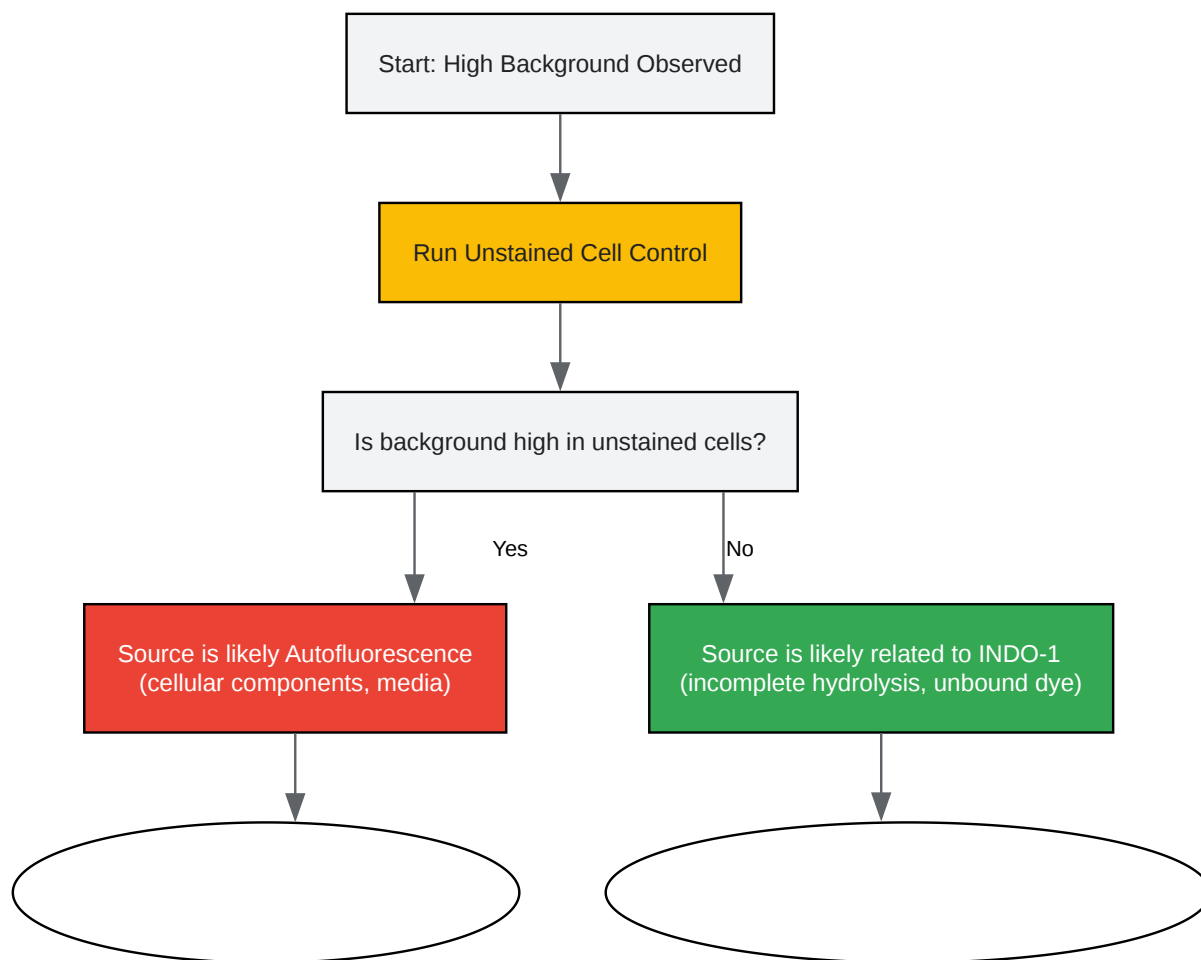 Start: High Background Observed
Run Unstained Cell Control
Is background high in unstained cells?
Yes
No
Source is likely Autofluorescence
(cellular components, media)
Source is likely related to INDO-1
(incomplete hydrolysis, unbound dye)